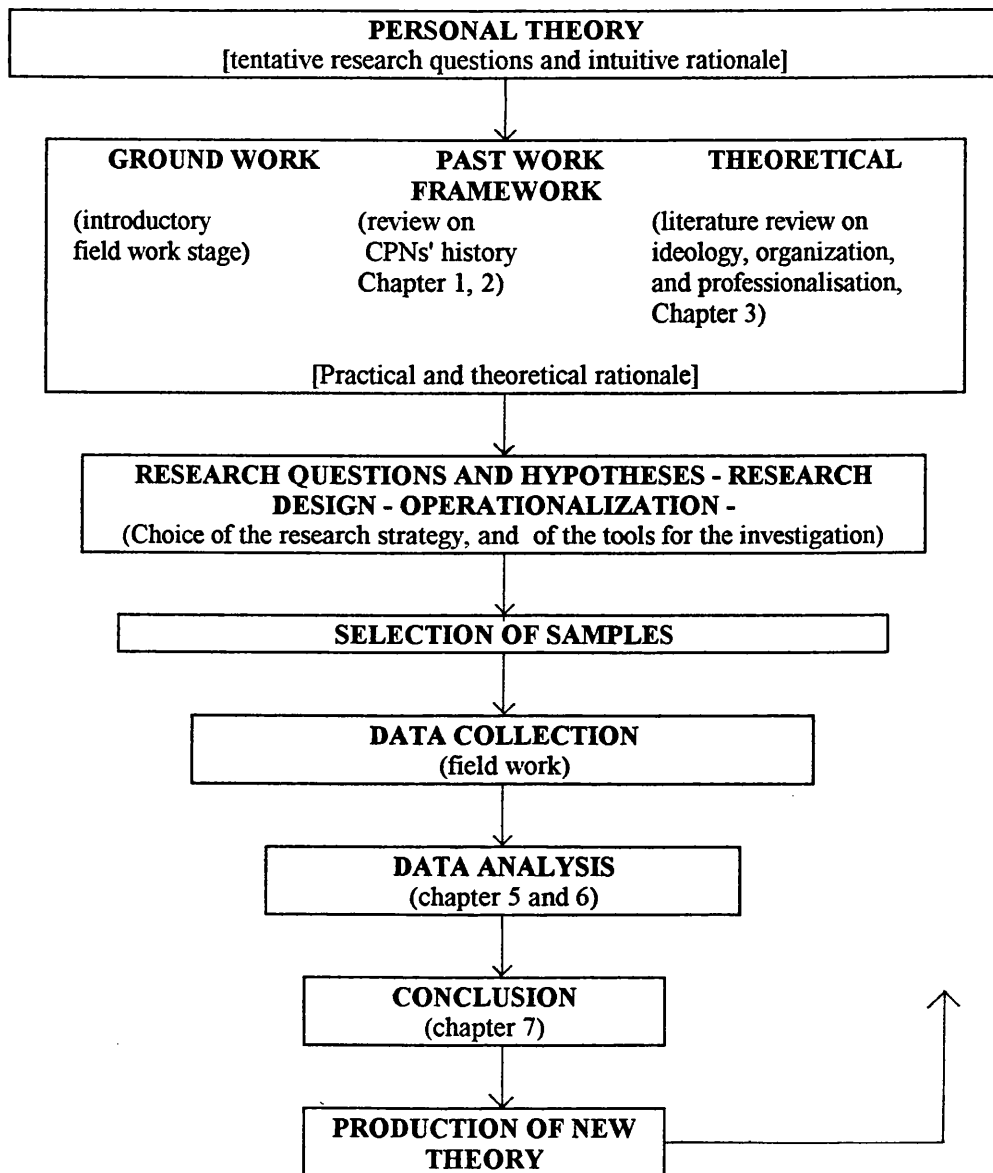 PERSONAL THEORY
[tentative research questions and intuitive rationale]
GROUND WORK PAST WORK THEORETICAL
FRAMEWORK
(introductory (review on (literature review on
field work stage) CPNs' history ideology, organization,
Chapter 1, 2) and professionalisation,
Chapter 3)
[Practical and theoretical rationale]
RESEARCH QUESTIONS AND HYPOTHESES - RESEARCH
DESIGN - OPERATIONALIZATION -
(Choice of the research strategy, and of the tools for the investigation)
SELECTION OF SAMPLES
DATA COLLECTION
(field work)
DATA ANALYSIS
(chapter 5 and 6)
CONCLUSION
(chapter 7)
PRODUCTION OF NEW
THEORY